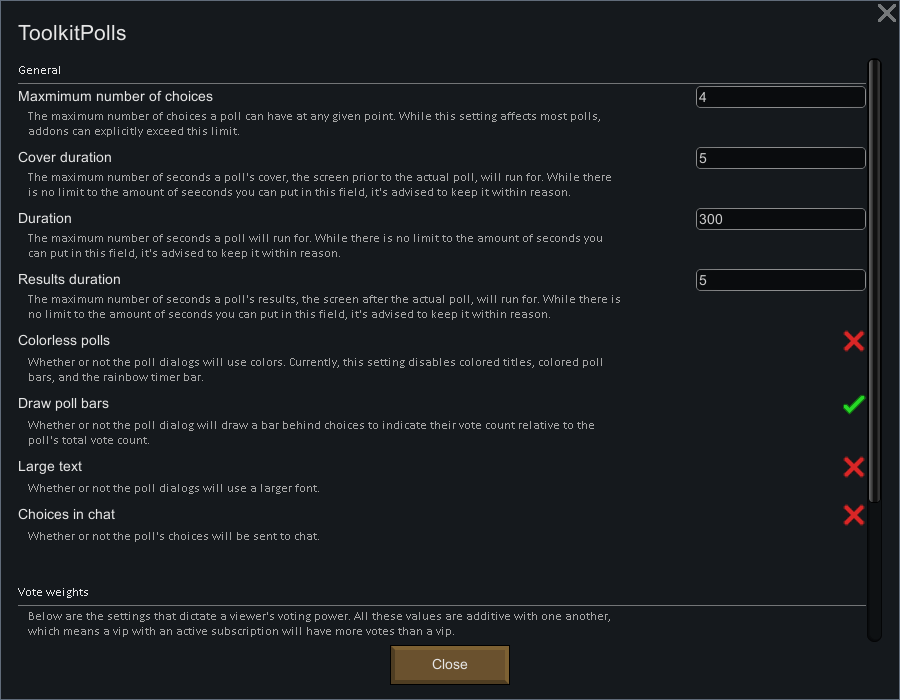 ToolkitPolls
General
Maxmimum number of choices
4
The maximum number of choices a poll can have at any given point. While this setting affects most polls,
addons can explicitly exceed this limit.
Cover duration
5
The maximum number of seconds a poll's cover, the screen prior to the actual poll, will run for. While there
is no limit to the amount of seeconds you can put in this field, it's advised to keep it within reason.
Duration
300
The maximum number of seconds a poll will run for. While there is no limit to the amount of seconds you
can put in this field, it's advised to keep it within reason.
Results duration
5
The maximum number of seconds a poll's results, the screen after the actual poll, will run for. While there is
no limit to the amount of seconds you can put in this field, it's advised to keep it within reason.
Colorless polls
Whether or not the poll dialogs will use colors. Currently, this setting disables colored titles, colored poll
bars, and the rainbow timer bar.
Draw poll bars
Whether or not the poll dialog will draw a bar behind choices to indicate their vote count relative to the
poll's total vote count.
Large text
Whether or not the poll dialogs will use a larger font.
Choices in chat
Whether or not the poll's choices will be sent to chat.
Vote weights
Below are the settings that dictate a viewer's voting power. All these values are additive with one another,
which means a vip with an active subscription will have more votes than a vip.
Close